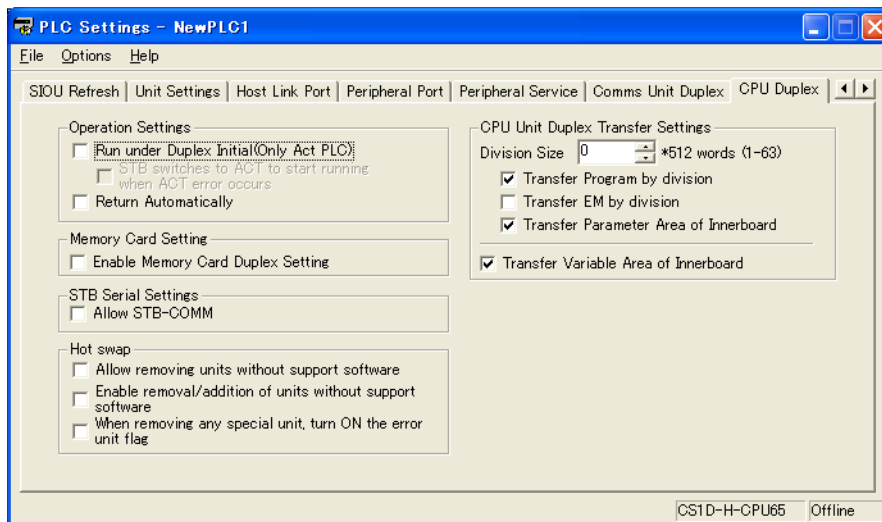 PLC Settings - NewPLC1
File Options Help
SIOU Refresh Unit Settings Host Link Port Peripheral Port Peripheral Service Comms Unit Duplex CPU Duplex
Operation Settings
Run under Duplex Initial(Only Act PLC)
STB switches to ACT to start running
when ACT error occurs
Return Automatically
Memory Card Setting
Enable Memory Card Duplex Setting
STB Serial Settings
Allow STB-COMM
Hot swap
Allow removing units without support software
Enable removal/addition of units without support
software
When removing any special unit, turn ON the error
unit flag
CPU Unit Duplex Transfer Settings
Division Size 0 *512 words (1-63)
Transfer Program by division
Transfer EM by division
Transfer Parameter Area of Innerboard
Transfer Variable Area of Innerboard
CS1D-H-CPU65 Offline